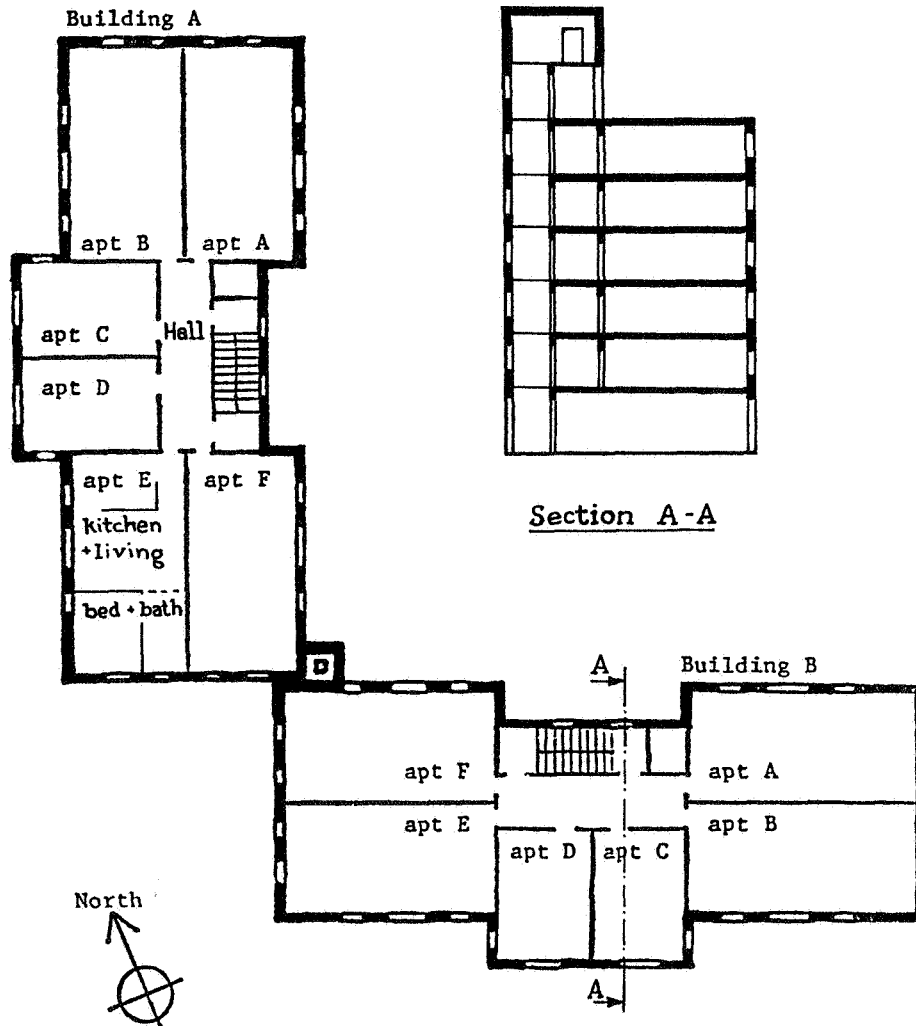 Building A
apt B
apt A
apt C
Hall
apt D
apt E
apt F
kitchen
+living
bed + bath
Section A-A
A
Building B
apt F
apt A
apt E
apt B
apt D
apt C
North
A